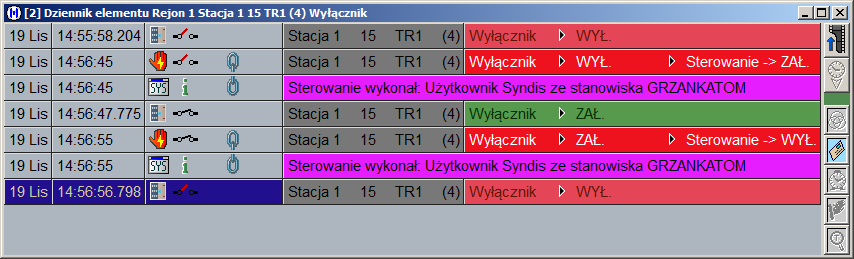 [2] Dziennik elementu Rejon 1 Stacja 1 15 TR1 (4) Wyłącznik
19 Lis 14:55:58.204 Stacja 1 15 TR1 (4) Wyłącznik WYŁ.
19 Lis 14:56:45 Stacja 1 15 TR1 (4) Wyłącznik WYŁ. Sterowanie -> ZAŁ.
19 Lis 14:56:45 SYS i Sterowanie wykonał: Użytkownik Syndis ze stanowiska GRZANKATOM
19 Lis 14:56:47.775 Stacja 1 15 TR1 (4) Wyłącznik ZAŁ.
19 Lis 14:56:55 Stacja 1 15 TR1 (4) Wyłącznik ZAŁ. Sterowanie -> WYŁ.
19 Lis 14:56:55 SYS i Sterowanie wykonał: Użytkownik Syndis ze stanowiska GRZANKATOM
19 Lis 14:56:56.798 Stacja 1 15 TR1 (4) Wyłącznik WYŁ.